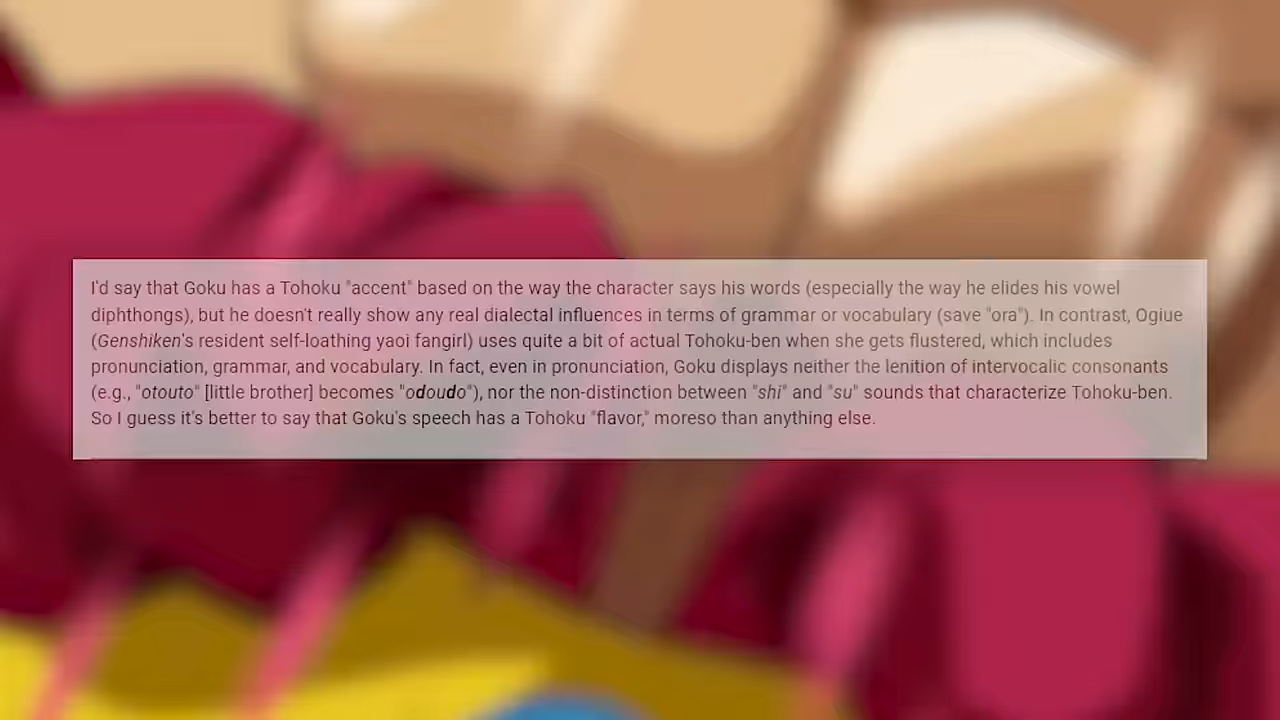 I'd say that Goku has a Tohoku "accent" based on the way the character says his words (especially the way he elides his vowel
diphthongs), but he doesn't really show any real dialectal influences in terms of grammar or vocabulary (save "ora"). In contrast, Ogiue
(Genshiken's resident self-loathing yaoi fangirl) uses quite a bit of actual Tohoku-ben when she gets flustered, which includes
pronunciation, grammar, and vocabulary. In fact, even in pronunciation, Goku displays neither the lenition of intervocalic consonants
(e.g., "otouto" [little brother] becomes "odoudo"), nor the non-distinction between "shi" and "su" sounds that characterize Tohoku-ben.
So I guess it's better to say that Goku's speech has a Tohoku "flavor," moreso than anything else.